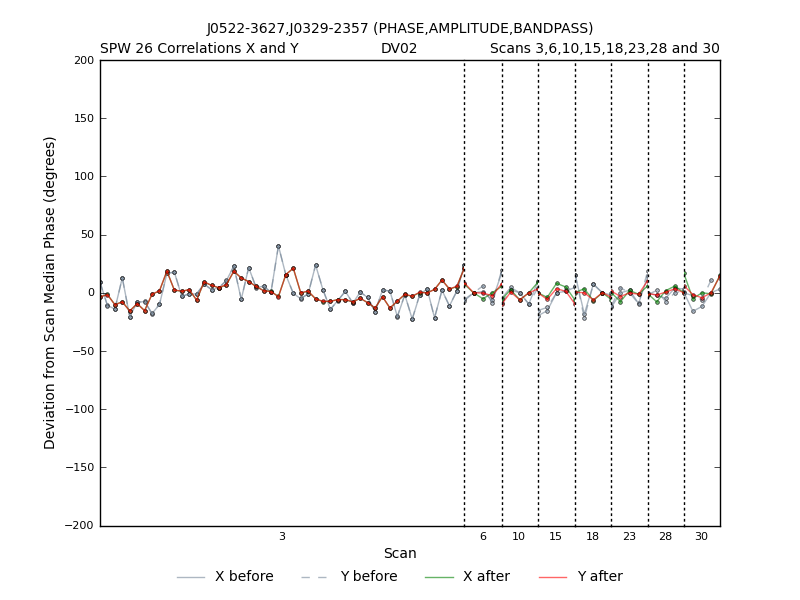 J0522-3627,J0329-2357 (PHASE,AMPLITUDE,BANDPASS)
SPW 26 Correlations X and Y DV02 Scans 3,6,10,15,18,23,28 and 30
200
150
100
50
0
−50
−100
−150
−200
Deviation from Scan Median Phase (degrees)
3 6 10 15 18 23 28 30
Scan
X before Y before X after Y after